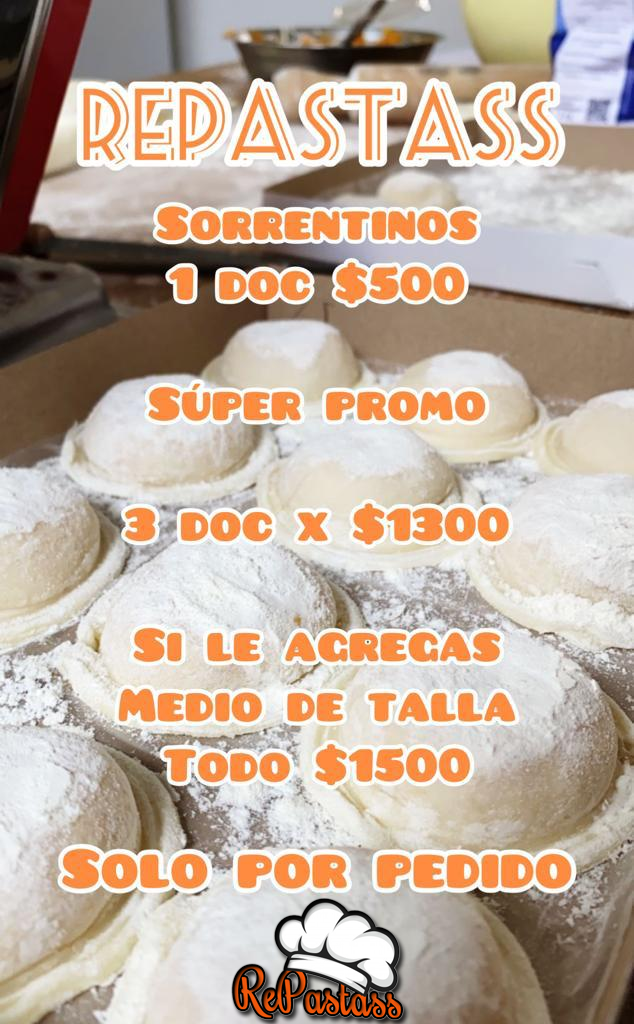 REPASTASS
SORRENTINOS
1 DOC $500
SÚPER PROMO
3 DOC X $1300
SI LE AGREGAS
MEDIO DE TALLA
TODO $1500
SOLO POR PEDIDO
RePastass